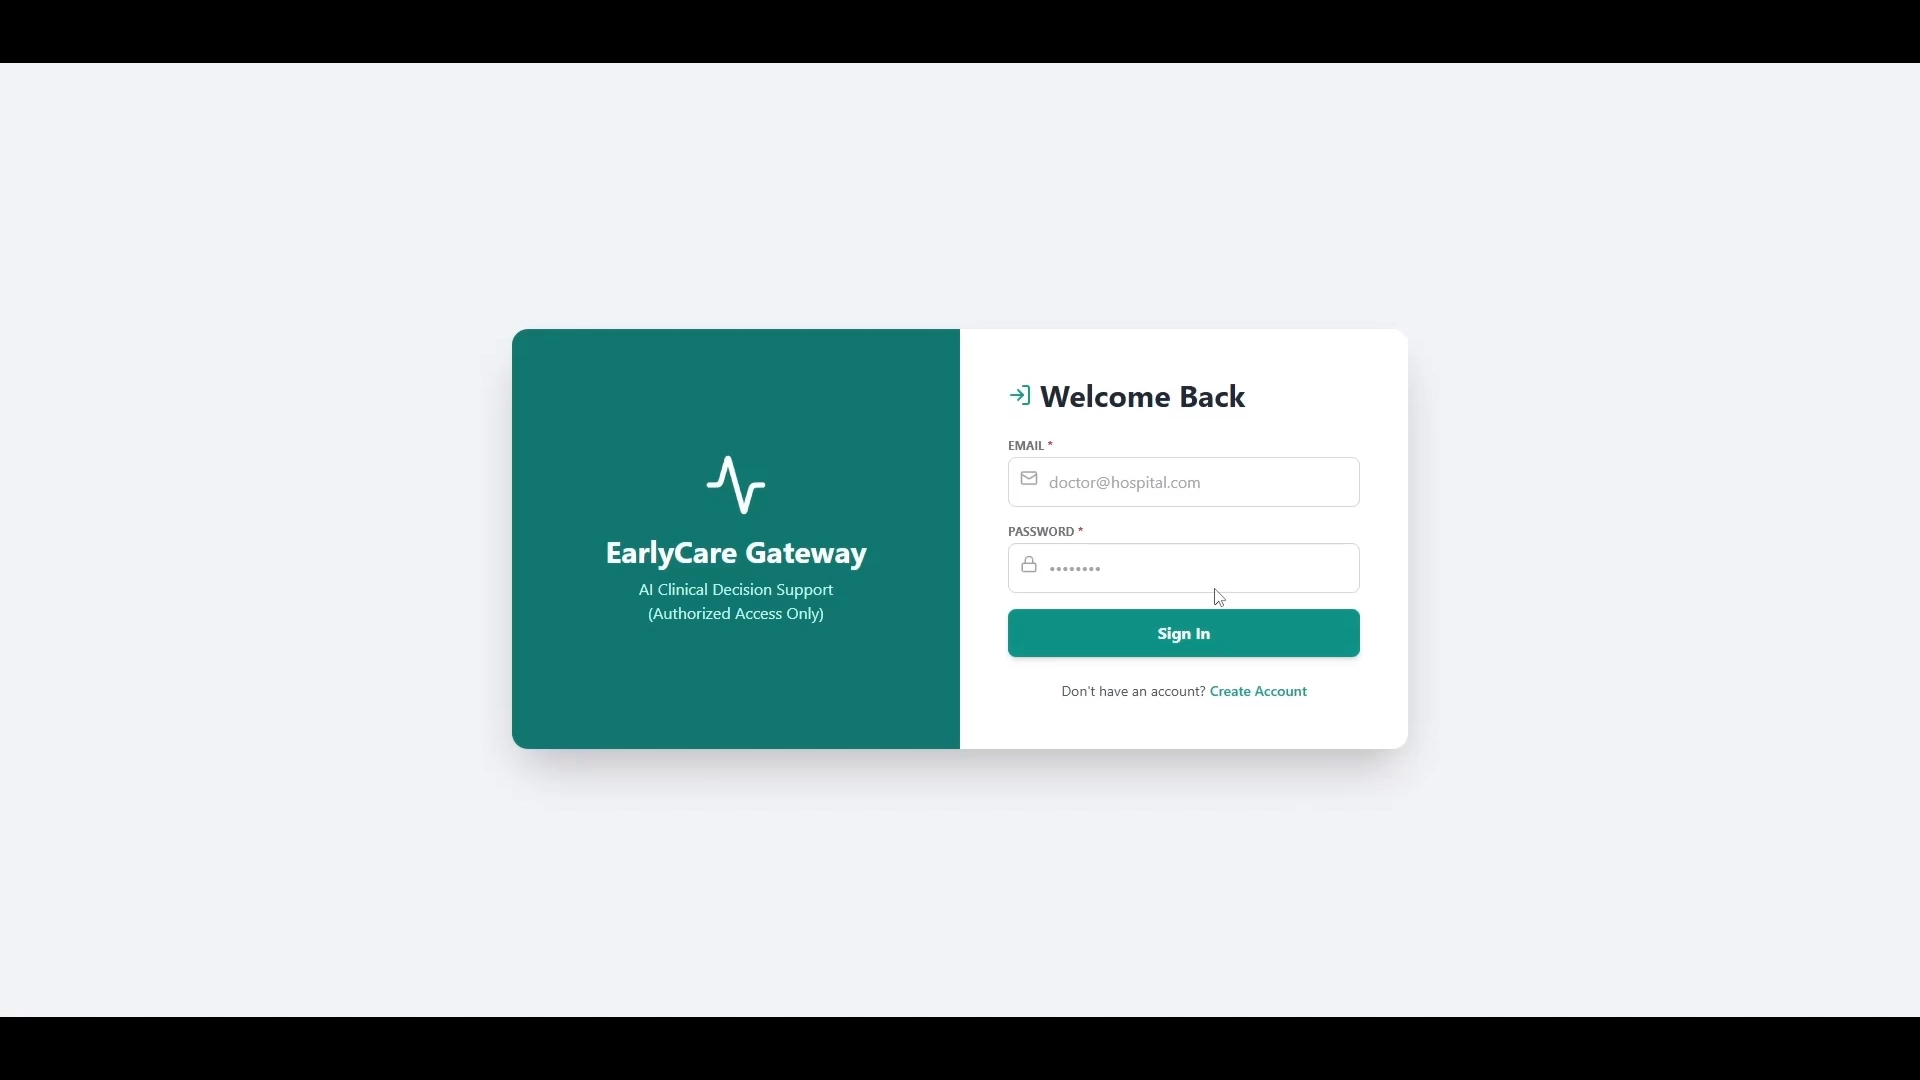 EarlyCare Gateway
AI Clinical Decision Support
(Authorized Access Only)
Welcome Back
EMAIL *
doctor@hospital.com
PASSWORD *
••••••••
Sign In
Don't have an account? Create Account